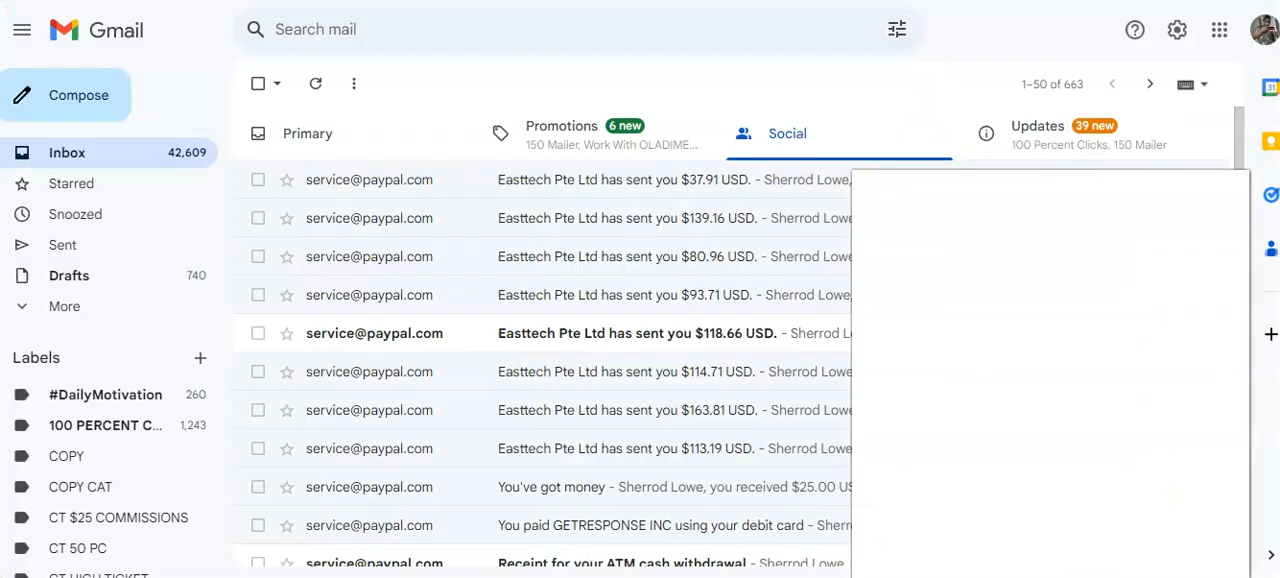 Gmail
Search mail
Compose
1–50 of 663
Primary
Promotions 6 new
150 Mailer, Work With OLADIME...
Social
Updates 39 new
100 Percent Clicks, 150 Mailer
Inbox 42,609
Starred
Snoozed
Sent
Drafts 740
More
Labels
#DailyMotivation 260
100 PERCENT C... 1,243
COPY
COPY CAT
CT $25 COMMISSIONS
CT 50 PC
CT HIGH TICKET
service@paypal.com Easttech Pte Ltd has sent you $37.91 USD. - Sherrod Lowe,
service@paypal.com Easttech Pte Ltd has sent you $139.16 USD. - Sherrod Lowe
service@paypal.com Easttech Pte Ltd has sent you $80.96 USD. - Sherrod Lowe,
service@paypal.com Easttech Pte Ltd has sent you $93.71 USD. - Sherrod Lowe,
service@paypal.com Easttech Pte Ltd has sent you $118.66 USD. - Sherrod L
service@paypal.com Easttech Pte Ltd has sent you $114.71 USD. - Sherrod Lowe
service@paypal.com Easttech Pte Ltd has sent you $163.81 USD. - Sherrod Lowe
service@paypal.com Easttech Pte Ltd has sent you $113.19 USD. - Sherrod Lowe
service@paypal.com You've got money - Sherrod Lowe, you received $25.00 US
service@paypal.com You paid GETRESPONSE INC using your debit card - Sherr
service@paypal.com Receipt for your ATM cash withdrawal - Sherrod Lowe,
31